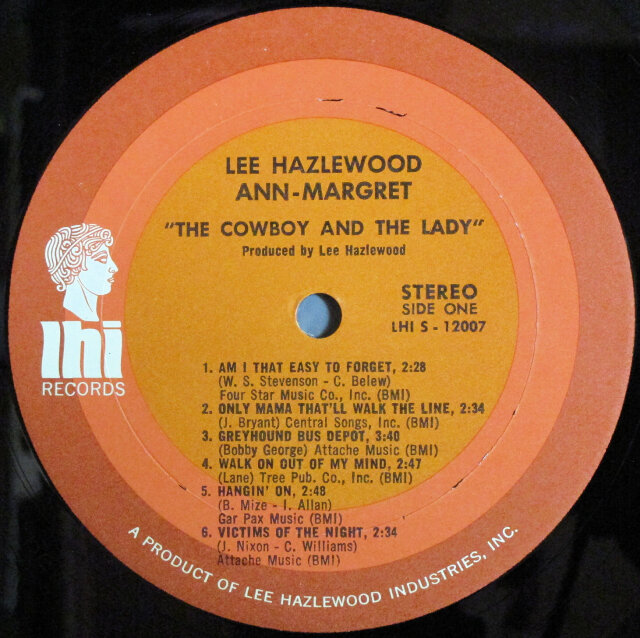 LEE HAZLEWOOD
ANN-MARGRET
"THE COWBOY AND THE LADY"
Produced by Lee Hazlewood
STEREO
SIDE ONE
LHI S - 12007
lhi
RECORDS
1. AM I THAT EASY TO FORGET, 2:28
(W. S. Stevenson - C. Belew)
Four Star Music Co., Inc. (BMI)
2. ONLY MAMA THAT'LL WALK THE LINE, 2:34
(J. Bryant) Central Songs, Inc. (BMI)
3. GREYHOUND BUS DEPOT, 3:40
(Bobby George) Attache Music (BMI)
4. WALK ON OUT OF MY MIND, 2:47
(Lane) Tree Pub. Co., Inc. (BMI)
5. HANGIN' ON, 2:48
(B. Mize - I. Allan)
Gar Pax Music (BMI)
6. VICTIMS OF THE NIGHT, 2:34
(J. Nixon - C. Williams)
Attache Music (BMI)
A PRODUCT OF LEE HAZLEWOOD INDUSTRIES, INC.